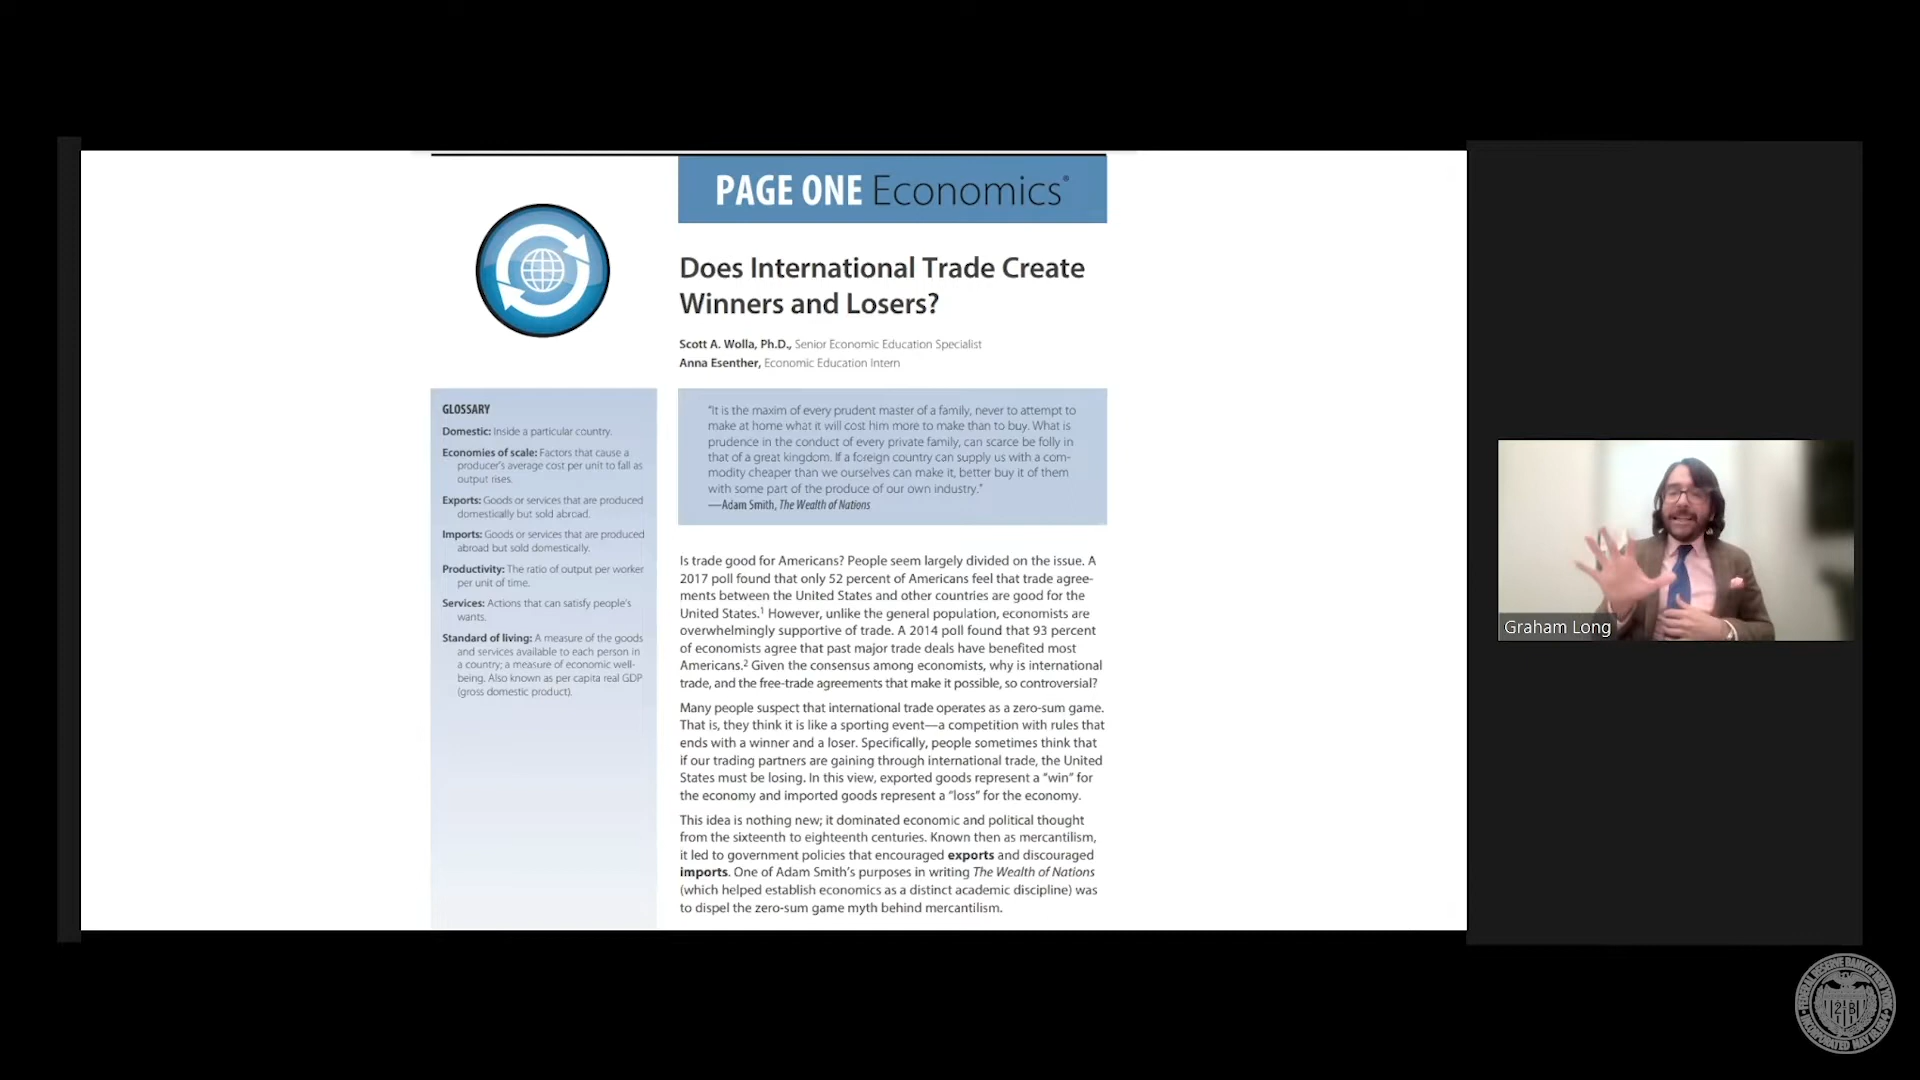 PAGE ONE Economics®
Does International Trade Create
Winners and Losers?
Scott A. Wolla, Ph.D., Senior Economic Education Specialist
Anna Esenther, Economic Education Intern
GLOSSARY
Domestic: Inside a particular country.
Economies of scale: Factors that cause a
producer's average cost per unit to fall as
output rises.
Exports: Goods or services that are produced
domestically but sold abroad.
Imports: Goods or services that are produced
abroad but sold domestically.
Productivity: The ratio of output per worker
per unit of time.
Services: Actions that can satisfy people's
wants.
Standard of living: A measure of the goods
and services available to each person in
a country; a measure of economic well-
being. Also known as per capita real GDP
(gross domestic product).
"It is the maxim of every prudent master of a family, never to attempt to
make at home what it will cost him more to make than to buy. What is
prudence in the conduct of every private family, can scarce be folly in
that of a great kingdom. If a foreign country can supply us with a com-
modity cheaper than we ourselves can make it, better buy it of them
with some part of the produce of our own industry."
—Adam Smith, The Wealth of Nations
Is trade good for Americans? People seem largely divided on the issue. A
2017 poll found that only 52 percent of Americans feel that trade agree-
ments between the United States and other countries are good for the
United States.1 However, unlike the general population, economists are
overwhelmingly supportive of trade. A 2014 poll found that 93 percent
of economists agree that past major trade deals have benefited most
Americans.2 Given the consensus among economists, why is international
trade, and the free-trade agreements that make it possible, so controversial?
Many people suspect that international trade operates as a zero-sum game.
That is, they think it is like a sporting event—a competition with rules that
ends with a winner and a loser. Specifically, people sometimes think that
if our trading partners are gaining through international trade, the United
States must be losing. In this view, exported goods represent a "win" for
the economy and imported goods represent a "loss" for the economy.
This idea is nothing new; it dominated economic and political thought
from the sixteenth to eighteenth centuries. Known then as mercantilism,
it led to government policies that encouraged exports and discouraged
imports. One of Adam Smith's purposes in writing The Wealth of Nations
(which helped establish economics as a distinct academic discipline) was
to dispel the zero-sum game myth behind mercantilism.
Graham Long
FEDERAL RESERVE BANK OF NEW YORK
INCORPORATED MAY 18, 1914
2B